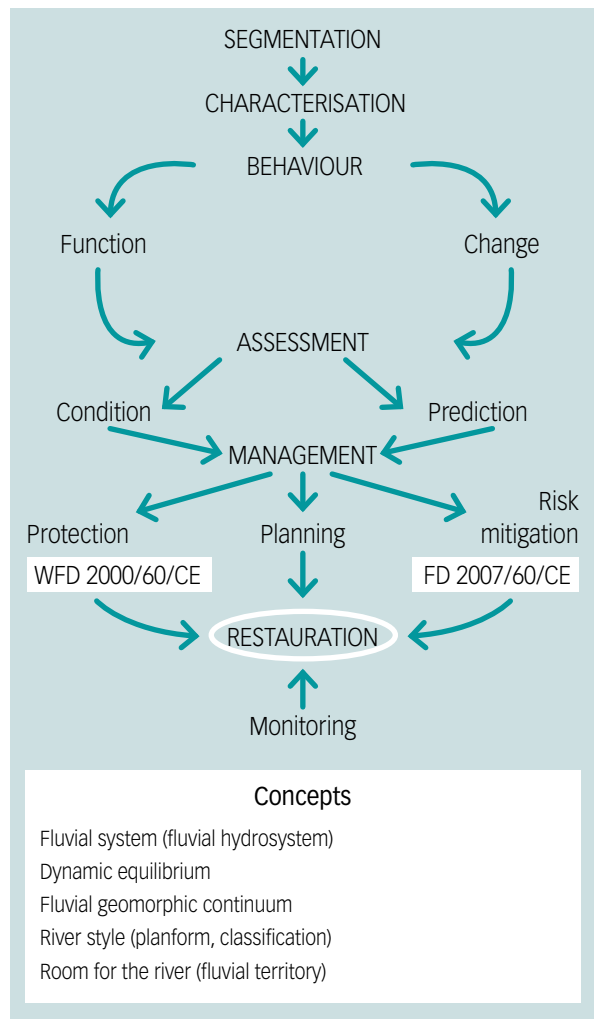 SEGMENTATION
CHARACTERISATION
BEHAVIOUR
Function
Change
ASSESSMENT
Condition
Prediction
MANAGEMENT
Protection
Planning
Risk
mitigation
WFD 2000/60/CE
FD 2007/60/CE
RESTAURATION
Monitoring
Concepts
Fluvial system (fluvial hydrosystem)
Dynamic equilibrium
Fluvial geomorphic continuum
River style (planform, classification)
Room for the river (fluvial territory)